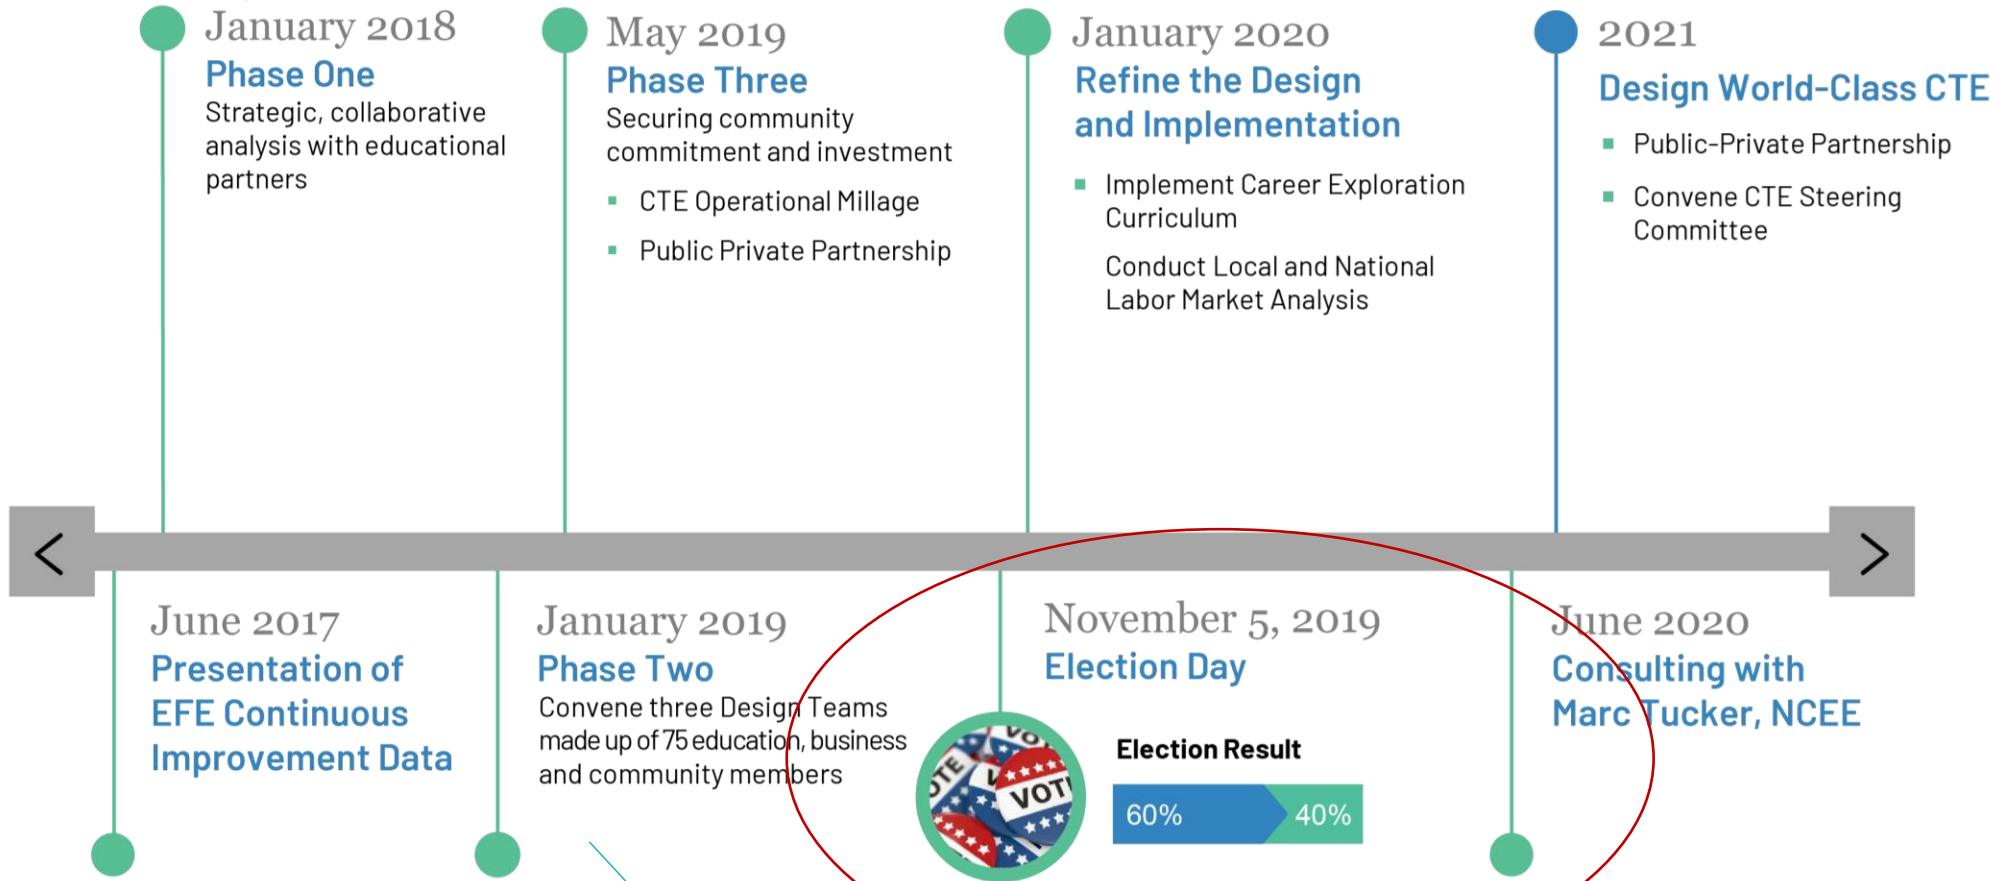 January 2018
Phase One
Strategic, collaborative
analysis with educational
partners
May 2019
Phase Three
Securing community
commitment and investment
CTE Operational Millage
Public Private Partnership
January 2020
Refine the Design
and Implementation
Implement Career Exploration
Curriculum
Conduct Local and National
Labor Market Analysis
2021
Design World-Class CTE
Public-Private Partnership
Convene CTE Steering
Committee
June 2017
Presentation of
EFE Continuous
Improvement Data
January 2019
Phase Two
Convene three Design Teams
made up of 75 education, business
and community members
November 5, 2019
Election Day
VOTE
VOT
Election Result
60% 40%
June 2020
Consulting with
Marc Tucker, NCEE